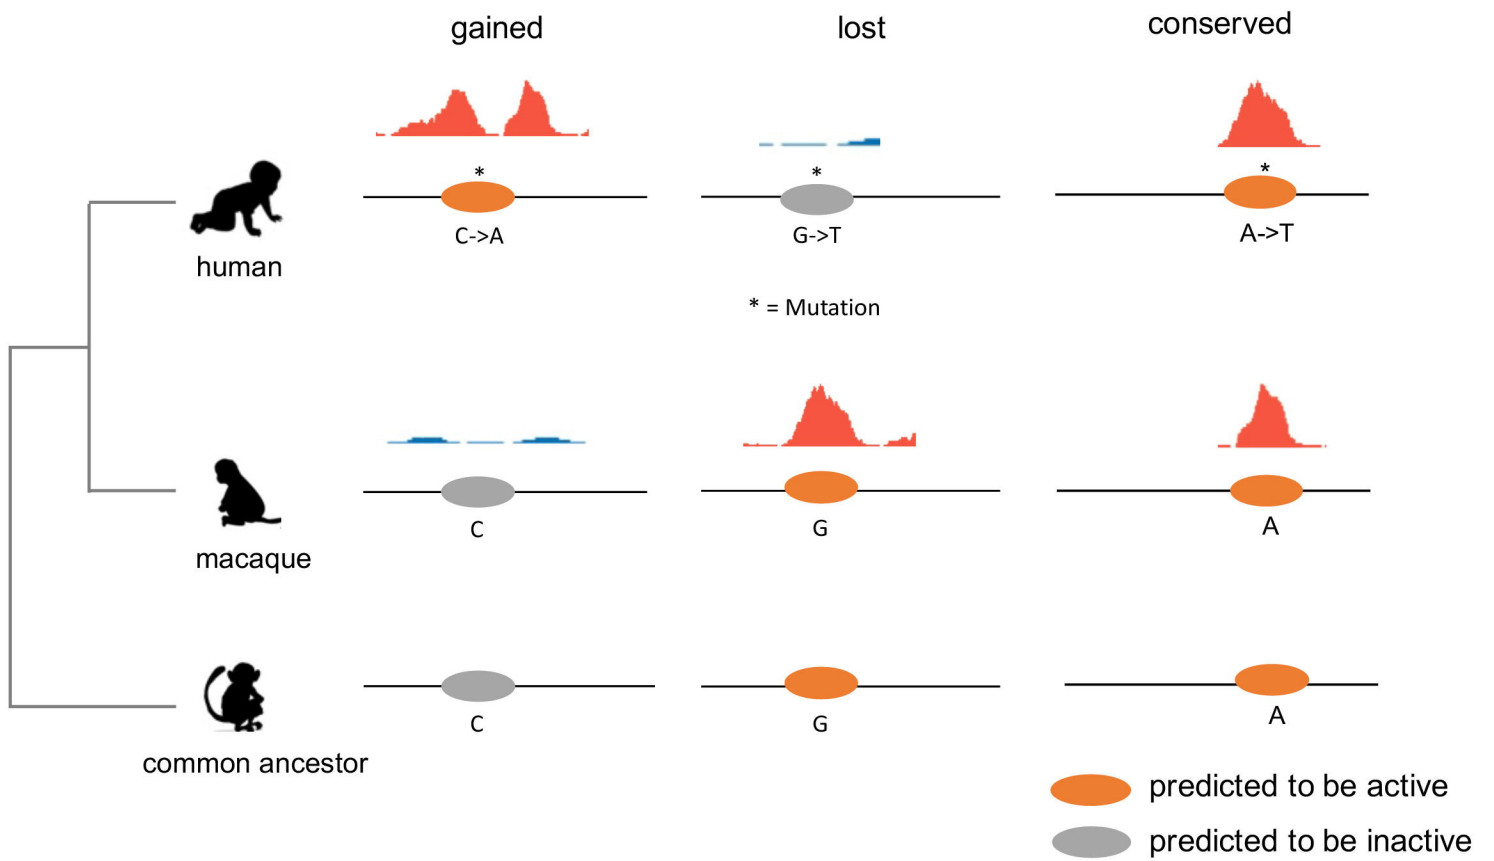 gained
lost
conserved
*
*
*
C->A
G->T
A->T
human
* = Mutation
C
G
A
macaque
C
G
A
common ancestor
predicted to be active
predicted to be inactive